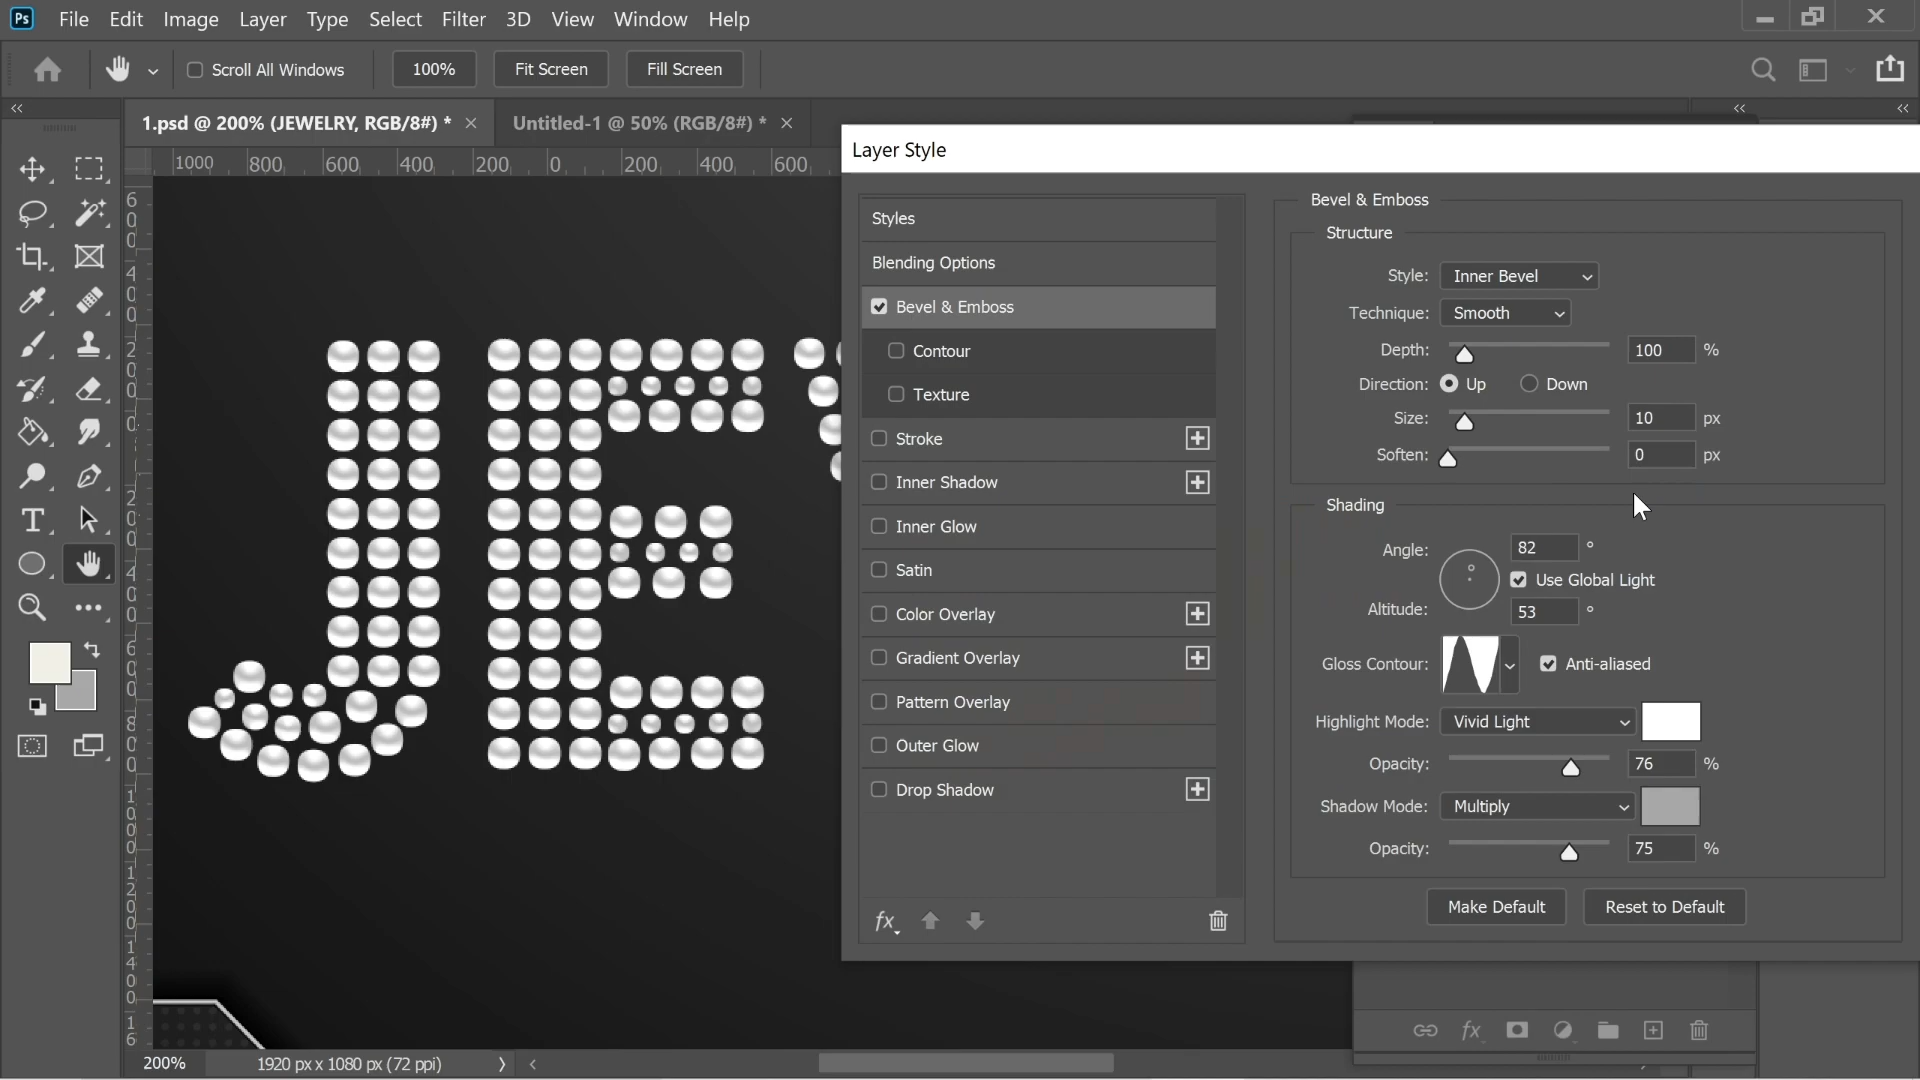 Ps File Edit Image Layer Type Select Filter 3D View Window Help
Scroll All Windows 100% Fit Screen Fill Screen
1.psd @ 200% (JEWELRY, RGB/8#) * × Untitled-1 @ 50% (RGB/8#) * ×
1000 800 600 400 200 0 200 400 600
Layer Style
Styles
Blending Options
Bevel & Emboss
Contour
Texture
Stroke
Inner Shadow
Inner Glow
Satin
Color Overlay
Gradient Overlay
Pattern Overlay
Outer Glow
Drop Shadow
fx
Bevel & Emboss
Structure
Style: Inner Bevel
Technique: Smooth
Depth: 100 %
Direction: Up Down
Size: 10 px
Soften: 0 px
Shading
Angle: 82 °
Use Global Light
Altitude: 53 °
Gloss Contour: Anti-aliased
Highlight Mode: Vivid Light
Opacity: 76 %
Shadow Mode: Multiply
Opacity: 75 %
Make Default Reset to Default
JE
fx
200% 1920 px x 1080 px (72 ppi)